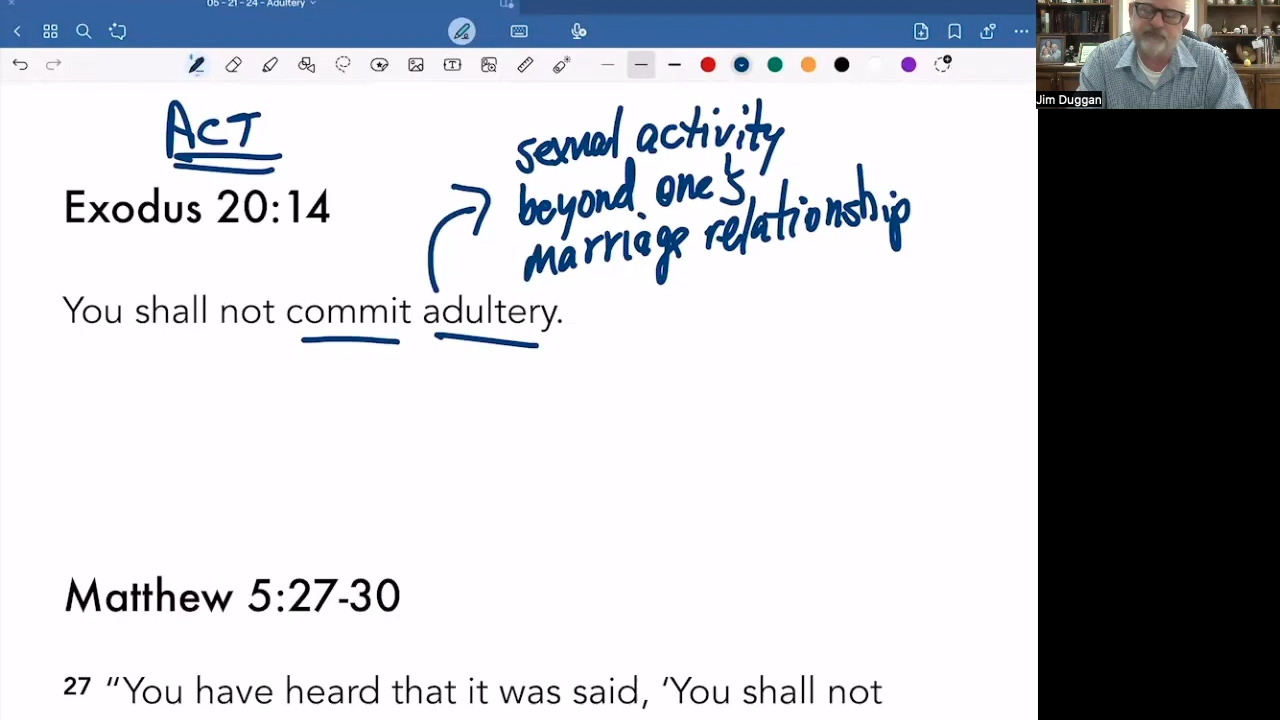 05 - 21 - 24 - Adultery
Jim Duggan
ACT
sexual activity
beyond one's
marriage relationship
Exodus 20:14
You shall not commit adultery.
Matthew 5:27-30
27 “You have heard that it was said, ‘You shall not